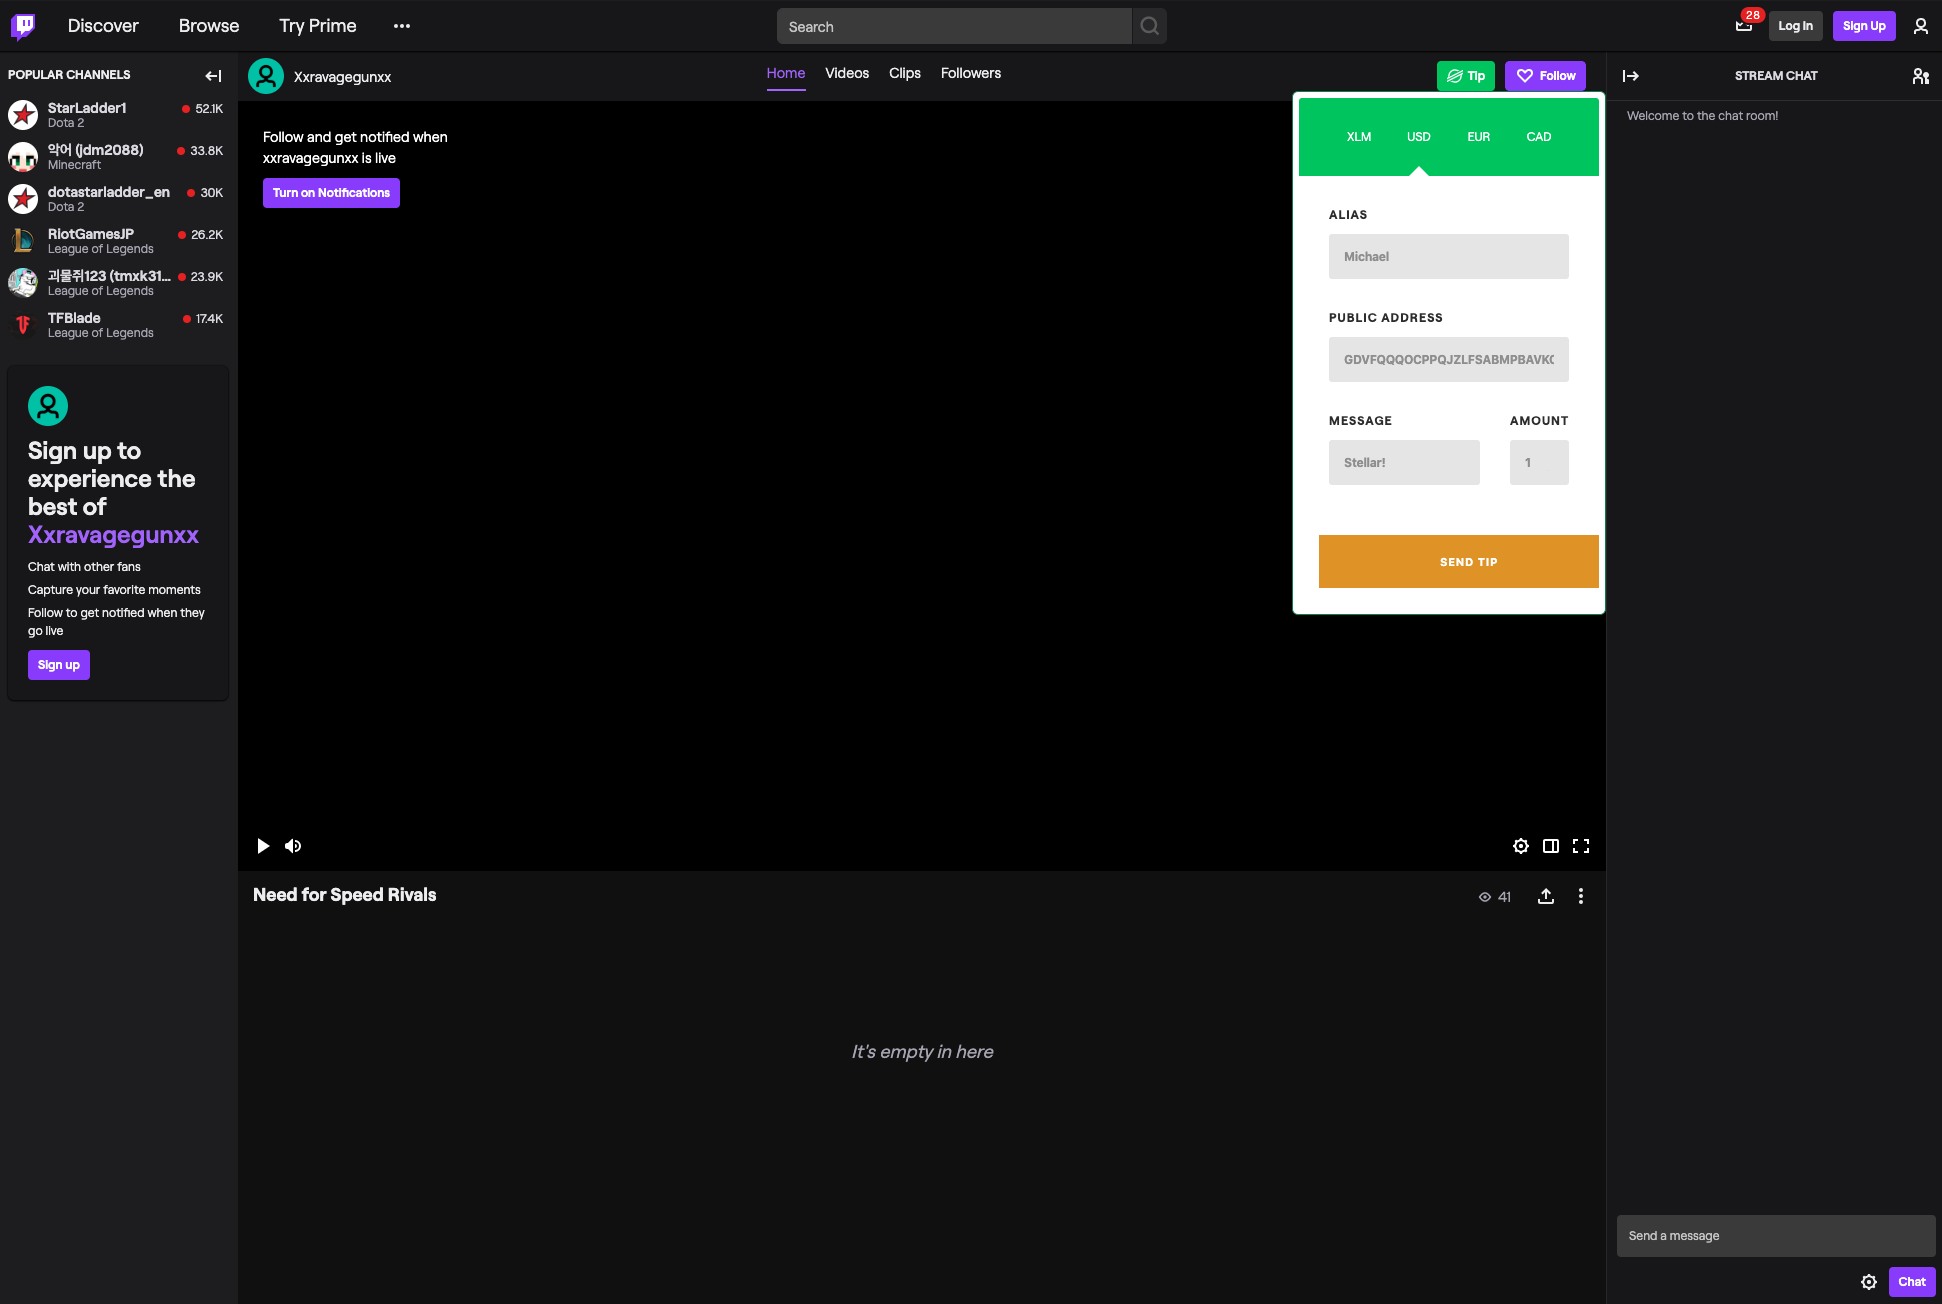 Discover
Browse
Try Prime
Search
28
Log In
Sign Up
POPULAR CHANNELS
StarLadder1
52.1K
Dota 2
악어 (jdm2088)
33.8K
Minecraft
dotastarladder_en
30K
Dota 2
RiotGamesJP
26.2K
League of Legends
괴물쥐123 (tmxk31...
23.9K
League of Legends
TFBlade
17.4K
League of Legends
Sign up to
experience the
best of
Xxravagegunxx
Chat with other fans
Capture your favorite moments
Follow to get notified when they
go live
Sign up
Xxravagegunxx
Home
Videos
Clips
Followers
Tip
Follow
Follow and get notified when
xxravagegunxx is live
Turn on Notifications
XLM
USD
EUR
CAD
ALIAS
Michael
PUBLIC ADDRESS
GDVFQQQOCPPQJZLFSABMPBAVK
MESSAGE
AMOUNT
Stellar!
1
SEND TIP
Need for Speed Rivals
41
It's empty in here
STREAM CHAT
Welcome to the chat room!
Send a message
Chat